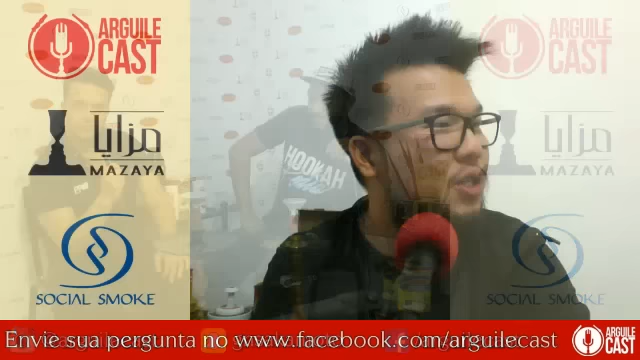 ARGUILE
CAST
مزايا
MAZAYA
SOCIAL SMOKE
HOOKAH
ARGUILE
CAST
مزايا
MAZAYA
SOCIAL SMOKE
Envie sua pergunta no www.facebook.com/arguilecast
ARGUILE
CAST